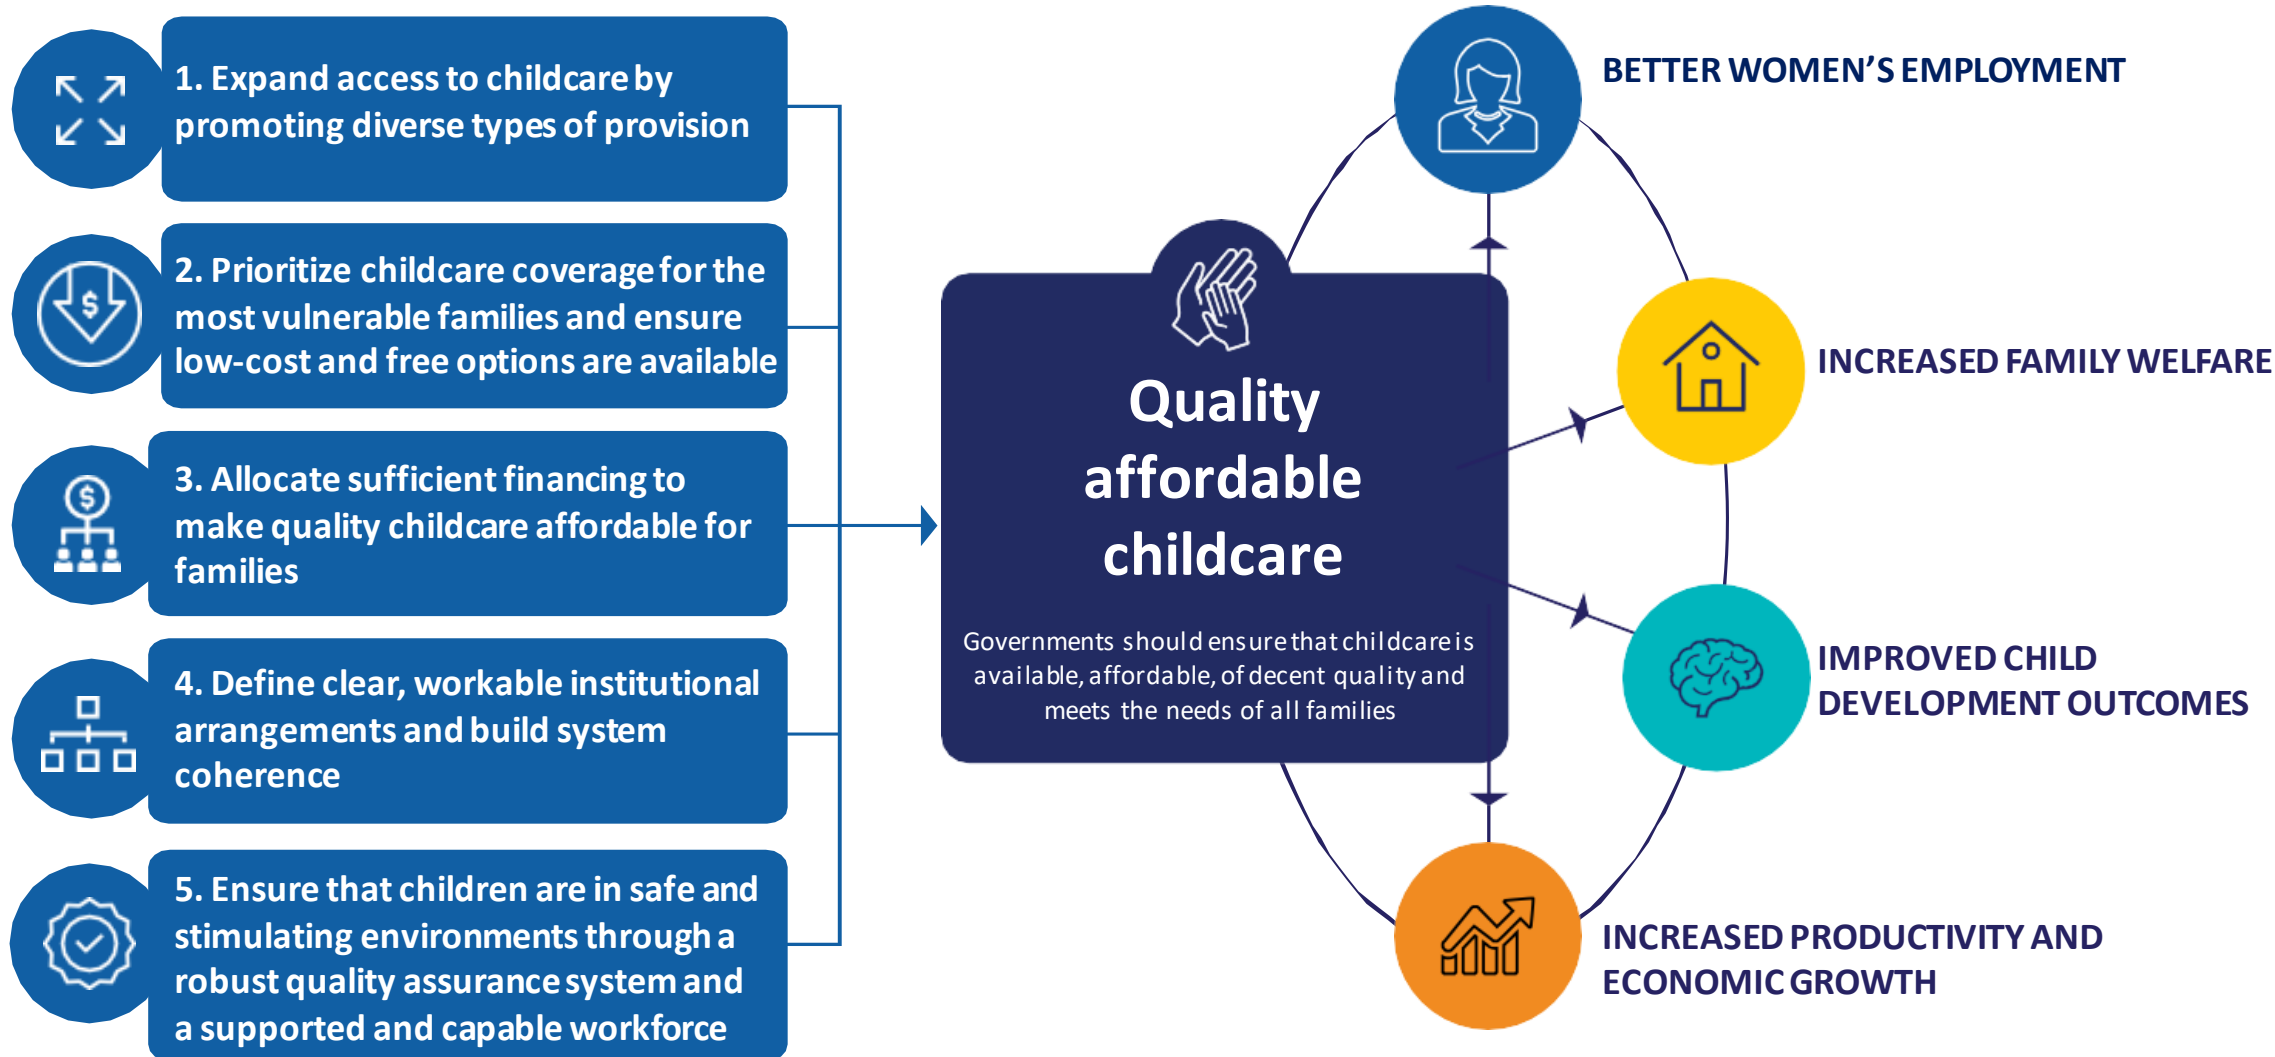 1. Expand access to childcare by
promoting diverse types of provision
2. Prioritize childcare coverage for the
most vulnerable families and ensure
low-cost and free options are available
3. Allocate sufficient financing to
make quality childcare affordable for
families
4. Define clear, workable institutional
arrangements and build system
coherence
5. Ensure that children are in safe and
stimulating environments through a
robust quality assurance system and
a supported and capable workforce
Quality
affordable
childcare
Governments should ensure that childcare is
available, affordable, of decent quality and
meets the needs of all families
BETTER WOMEN'S EMPLOYMENT
INCREASED FAMILY WELFARE
IMPROVED CHILD
DEVELOPMENT OUTCOMES
INCREASED PRODUCTIVITY AND
ECONOMIC GROWTH
$
$